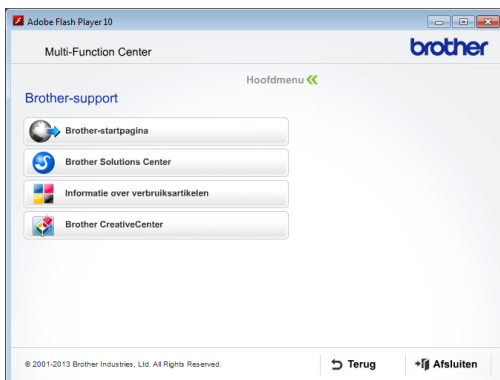 Adobe Flash Player 10
Multi-Function Center
brother
Hoofdmenu
Brother-support
Brother-startpagina
Brother Solutions Center
Informatie over verbruiksartikelen
Brother CreativeCenter
© 2001-2013 Brother Industries, Ltd. All Rights Reserved.
Terug
Afsluiten